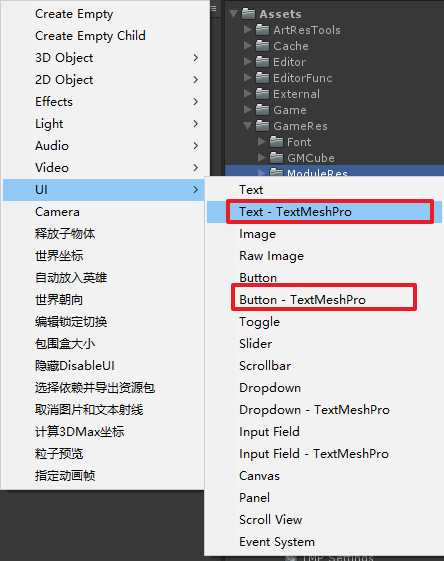 Create Empty
Create Empty Child
3D Object
2D Object
Effects
Light
Audio
Video
UI
Camera
释放子物体
世界坐标
自动放入英雄
世界朝向
编辑锁定切换
包围盒大小
隐藏DisableUI
选择依赖并导出资源包
取消图片和文本射线
计算3DMax坐标
粒子预览
指定动画帧
Assets
ArtResTools
Cache
Editor
EditorFunc
External
Game
GameRes
Font
GMCube
ModuleRes
Text
Text - TextMeshPro
Image
Raw Image
Button
Button - TextMeshPro
Toggle
Slider
Scrollbar
Dropdown
Dropdown - TextMeshPro
Input Field
Input Field - TextMeshPro
Canvas
Panel
Scroll View
Event System
TMP Settings